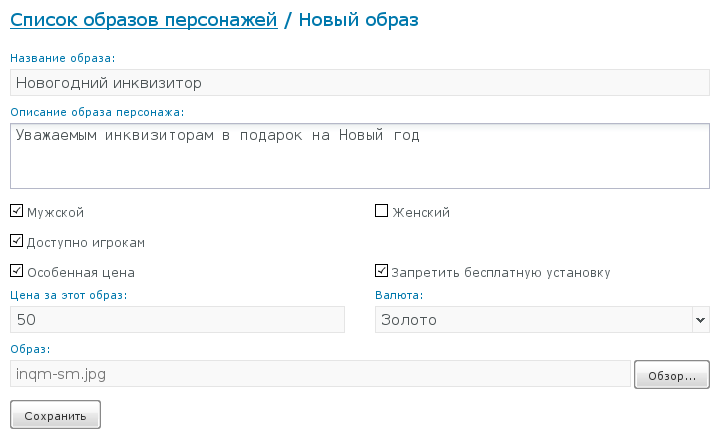 Список образов персонажей / Новый образ
Название образа:
Новогодний инквизитор
Описание образа персонажа:
Уважаемым инквизиторам в подарок на Новый год
Мужской Женский
Доступно игрокам
Особенная цена Запретить бесплатную установку
Цена за этот образ: Валюта:
50 Золото
Образ:
inqm-sm.jpg Обзор...
Сохранить